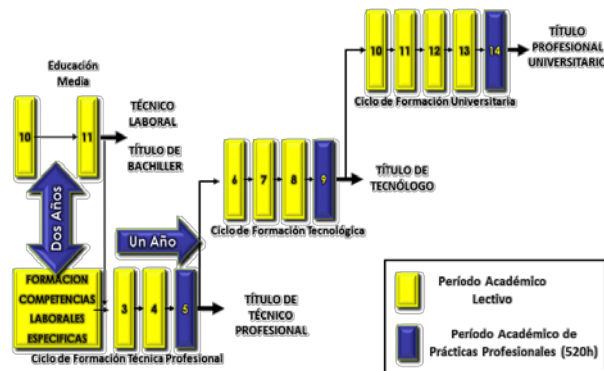 Educación
Media
10
11
TÉCNICO
LABORAL
TÍTULO DE
BACHILLER
Dos Años
FORMACION
COMPETENCIAS
LABORALES
ESPECIFICAS
Un Año
3
4
5
Ciclo de Formación Técnica Profesional
TÍTULO DE
TÉCNICO
PROFESIONAL
6
7
8
9
Ciclo de Formación Tecnológica
TÍTULO DE
TECNÓLOGO
10
11
12
13
14
Ciclo de Formación Universitaria
TÍTULO
PROFESIONAL
UNIVERSITARIO
Período Académico
Lectivo
Período Académico de
Prácticas Profesionales (520h)